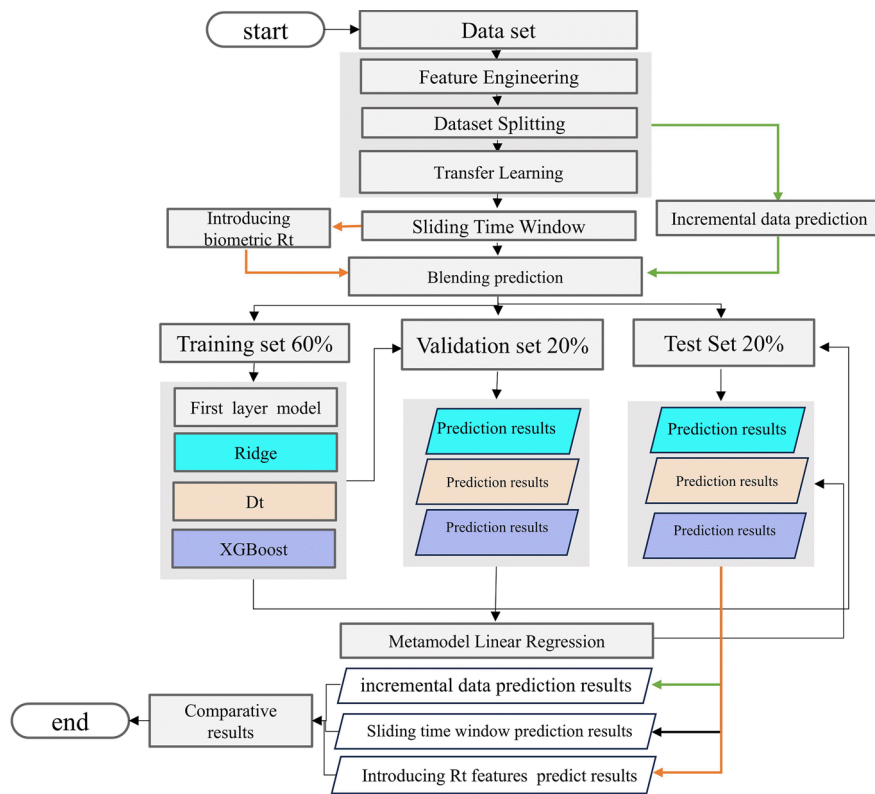 start
Data set
Feature Engineering
Dataset Splitting
Transfer Learning
Introducing
biometric Rt
Sliding Time Window
Incremental data prediction
Blending prediction
Training set 60%
Validation set 20%
Test Set 20%
First layer model
Ridge
Dt
XGBoost
Prediction results
Prediction results
Prediction results
Prediction results
Prediction results
Prediction results
Metamodel Linear Regression
incremental data prediction results
Sliding time window prediction results
Introducing Rt features predict results
Comparative
results
end